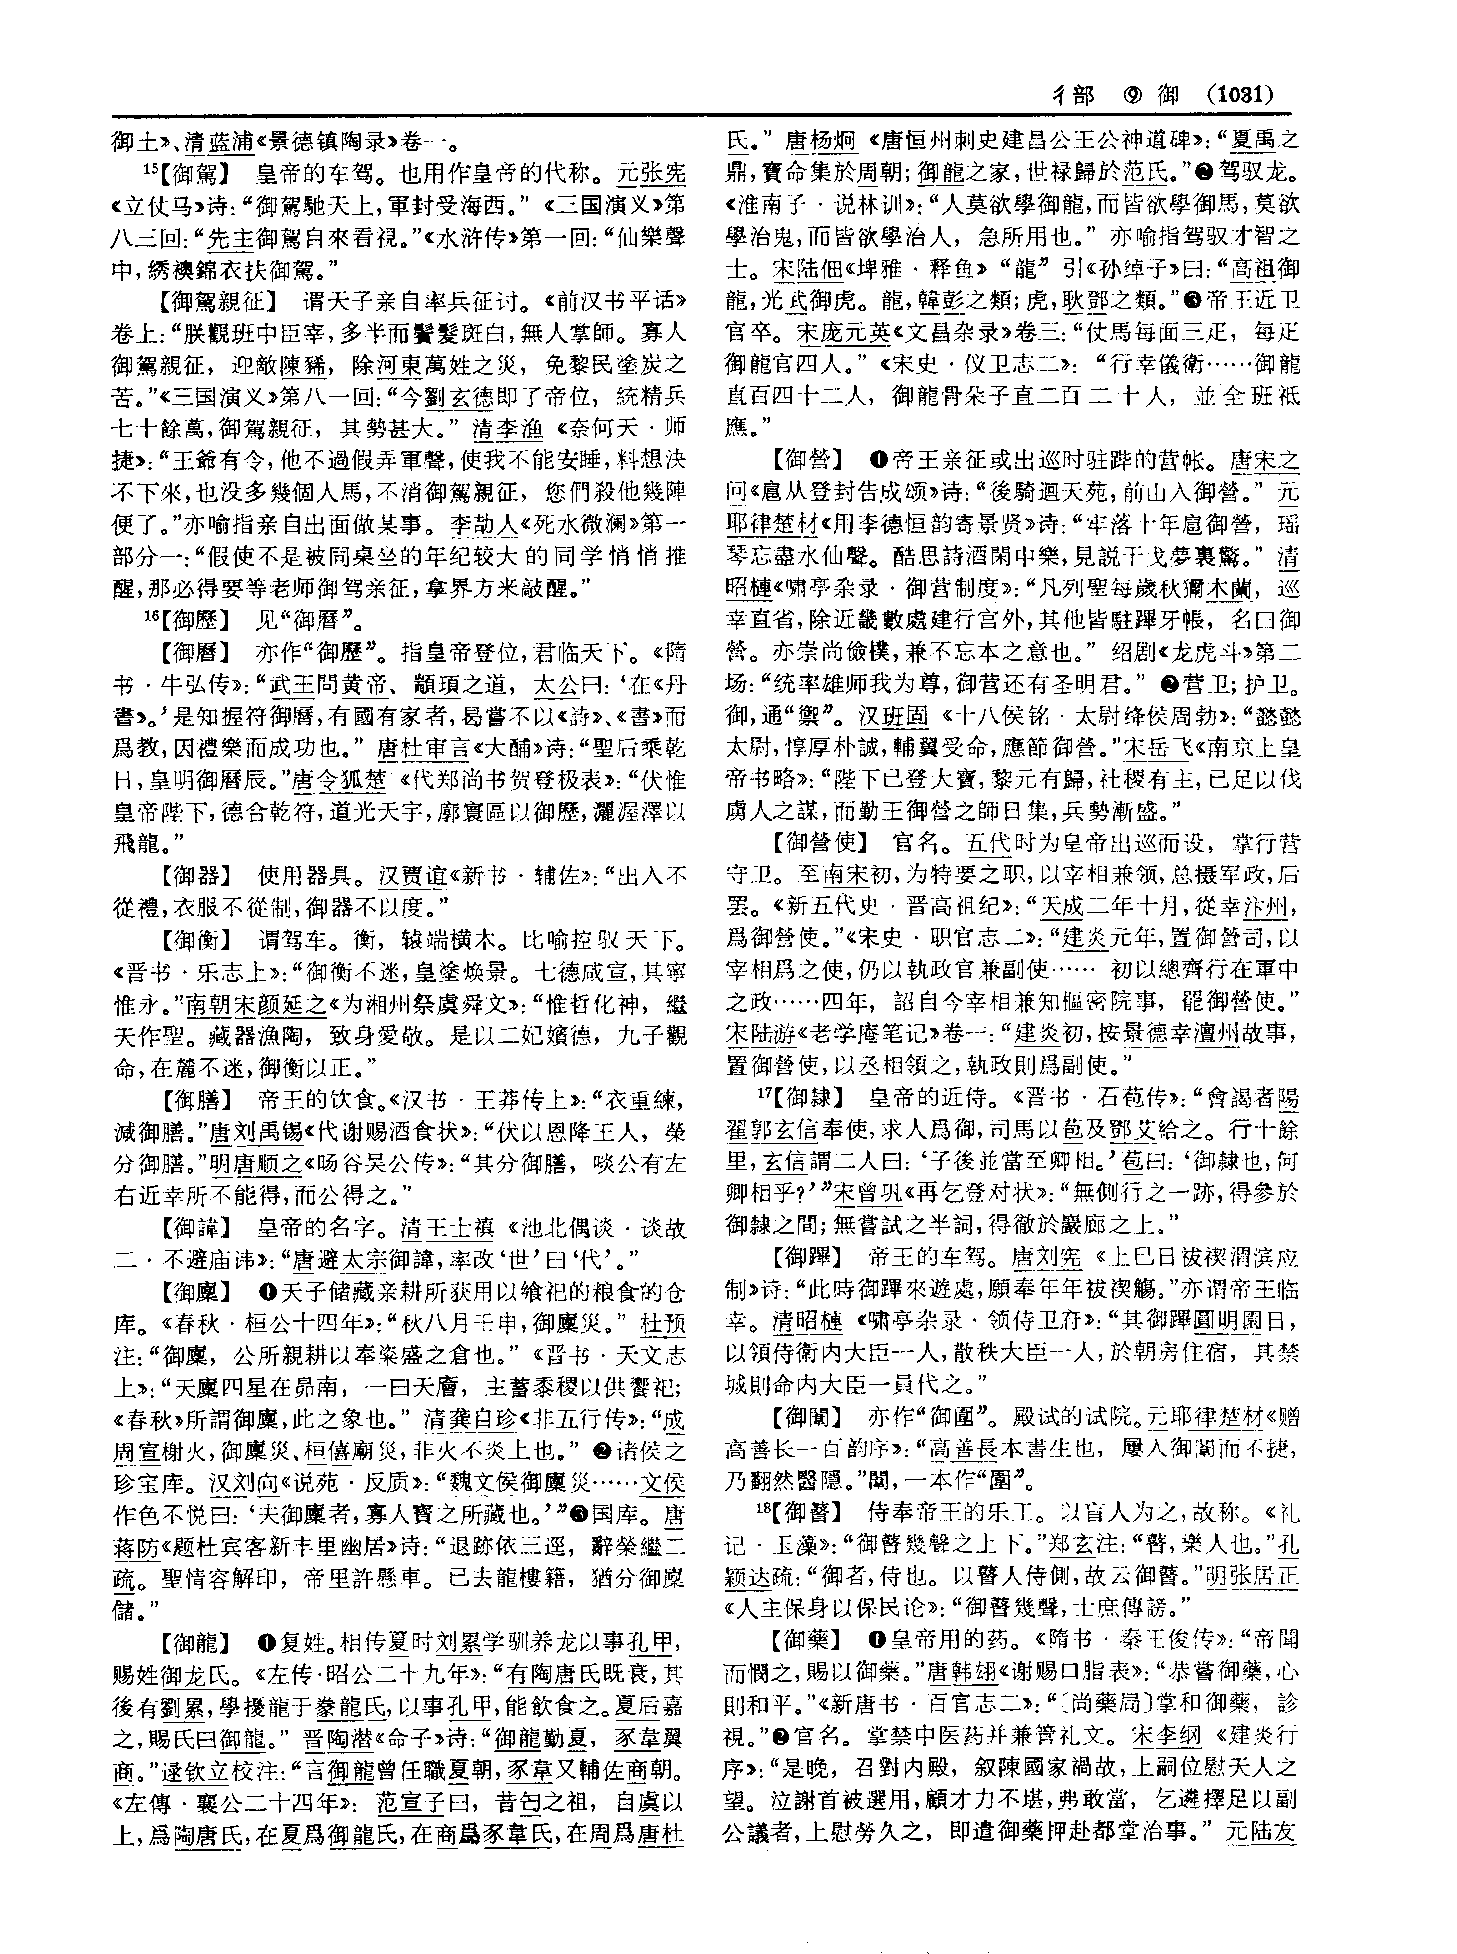 彳部 ⑨ 御 (1031)
御土》、清蓝浦《景德镇陶录》卷一。
15【御駕】 皇帝的车驾。也用作皇帝的代称。元张宪
《立仗马》诗:“御駕馳天上,軍封受海西。”《三国演义》第
八三回:“先主御駕自來看視。”《水浒传》第一回:“仙樂聲
中,綉襖錦衣扶御駕。”
【御駕親征】 谓天子亲自率兵征讨。《前汉书平话》
卷上:“朕觀班中臣宰,多半而鬢髮斑白,無人掌師。寡人
御駕親征,迎敵陳豨,除河東萬姓之災,免黎民塗炭之
苦。”《三国演义》第八一回:“今劉玄德即了帝位,統精兵
七十餘萬,御駕親征,其勢甚大。”清李渔《奈何天·师
捷》:“王爺有令,他不過假弄軍聲,使我不能安睡,料想決
不下來,也没多幾個人馬,不消御駕親征,您們殺他幾陣
便了。”亦喻指亲自出面做某事。李劼人《死水微澜》第一
部分一:“假使不是被同桌坐的年纪较大的同学悄悄推
醒,那必得要等老师御驾亲征,拿界方来敲醒。”
16【御歷】 见“御曆”。
【御曆】 亦作“御歷”。指皇帝登位,君临天下。《隋
书·牛弘传》:“武王問黄帝、顓頊之道,太公曰:‘在《丹
書》。’是知握符御曆,有國有家者,曷嘗不以《詩》、《書》而
爲教,因禮樂而成功也。”唐杜审言《大酺》诗:“聖后乘乾
日,皇明御曆辰。”唐令狐楚《代郑尚书贺登极表》:“伏惟
皇帝陛下,德合乾符,道光天宇,廓寰區以御歷,灑渥澤以
飛龍。”
【御器】 使用器具。汉贾谊《新书·辅佐》:“出入不
從禮,衣服不從制,御器不以度。”
【御衡】 谓驾车。衡,辕端横木。比喻控驭天下。
《晋书·乐志上》:“御衡不迷,皇塗焕景。七德咸宣,其寧
惟永。”南朝宋颜延之《为湘州祭虞舜文》:“惟哲化神,繼
天作聖。藏器漁陶,致身愛敬。是以二妃嬪德,九子觀
命,在麓不迷,御衡以正。”
【御膳】 帝王的饮食。《汉书·王莽传上》:“衣重練,
減御膳。”唐刘禹锡《代谢赐酒食状》:“伏以恩降王人,榮
分御膳。”明唐顺之《旸谷吴公传》:“其分御膳,啖公有左
右近幸所不能得,而公得之。”
【御諱】 皇帝的名字。清王士禛《池北偶谈·谈故
二·不避庙讳》:“唐避太宗御諱,率改‘世’曰‘代’。”
【御廩】 ❶天子储藏亲耕所获用以飨祀的粮食的仓
库。《春秋·桓公十四年》:“秋八月壬申,御廩災。”杜预
注:“御廩,公所親耕以奉粢盛之倉也。”《晋书·天文志
上》:“天廩四星在昴南,一曰天廥,主蓄黍稷以供饗祀;
《春秋》所謂御廩,此之象也。”清龚自珍《非五行传》:“成
周宣榭火,御廩災、桓僖廟災,非火不炎上也。”❷诸侯之
珍宝库。汉刘向《说苑·反质》:“魏文侯御廩災……文侯
作色不悦曰:‘夫御廩者,寡人寶之所藏也。’”❸国库。唐
蒋防《题杜宾客新丰里幽居》诗:“退跡依三逕,辭榮繼二
疏。聖情容解印,帝里許懸車。已去龍樓籍,猶分御廩
儲。”
【御龍】 ❶复姓。相传夏时刘累学驯养龙以事孔甲,
赐姓御龙氏。《左传·昭公二十九年》:“有陶唐氏既衰,其
後有劉累,學擾龍于豢龍氏,以事孔甲,能飲食之。夏后嘉
之,賜氏曰御龍。”晋陶潜《命子》诗:“御龍勤夏,豕韋翼
商。”逯钦立校注:“言御龍曾任職夏朝,豕韋又輔佐商朝。
《左傳·襄公二十四年》:范宣子曰,昔匄之祖,自虞以
上,爲陶唐氏,在夏爲御龍氏,在商爲豕韋氏,在周爲唐杜
氏。”唐杨炯《唐恒州刺史建昌公王公神道碑》:“夏禹之
鼎,寶命集於周朝;御龍之家,世禄歸於范氏。”❷驾驭龙。
《淮南子·说林训》:“人莫欲學御龍,而皆欲學御馬,莫欲
學治鬼,而皆欲學治人,急所用也。”亦喻指驾驭才智之
士。宋陆佃《埤雅·释鱼》“龍”引《孙绰子》曰:“高祖御
龍,光武御虎。龍,韓彭之類;虎,耿鄧之類。”❸帝王近卫
官卒。宋庞元英《文昌杂录》卷三:“仗馬每面三疋,每疋
御龍官四人。”《宋史·仪卫志二》:“行幸儀衛……御龍
直百四十二人,御龍骨朵子直二百二十人,並全班祗
應。”
【御營】 ❶帝王亲征或出巡时驻跸的营帐。唐宋之
问《扈从登封告成颂》诗:“後騎迴天苑,前山入御營。”元
耶律楚材《用李德恒韵寄景贤》诗:“牢落十年扈御營,瑶
琴忘盡水仙聲。酷思詩酒閑中樂,見説干戈夢裏驚。”清
昭槤《啸亭杂录·御营制度》:“凡列聖每歲秋獮木蘭,巡
幸直省,除近畿數處建行宫外,其他皆駐蹕牙帳,名曰御
營。亦崇尚儉樸,兼不忘本之意也。”绍剧《龙虎斗》第二
场:“统率雄师我为尊,御营还有圣明君。”❷营卫;护卫。
御,通“禦”。汉班固《十八侯铭·太尉绛侯周勃》:“懿懿
太尉,惇厚朴誠,輔翼受命,應節御營。”宋岳飞《南京上皇
帝书略》:“陛下已登大寶,黎元有歸,社稷有主,已足以伐
虜人之謀,而勤王御營之師日集,兵勢漸盛。”
【御營使】 官名。五代时为皇帝出巡而设,掌行营
守卫。至南宋初,为特要之职,以宰相兼领,总摄军政,后
罢。《新五代史·晋高祖纪》:“天成二年十月,從幸汴州,
爲御營使。”《宋史·职官志二》:“建炎元年,置御營司,以
宰相爲之使,仍以執政官兼副使…… 初以總齊行在軍中
之政……四年,詔自今宰相兼知樞密院事,罷御營使。”
宋陆游《老学庵笔记》卷一:“建炎初,按景德幸澶州故事,
置御營使,以丞相領之,執政則爲副使。”
17【御隸】 皇帝的近侍。《晋书·石苞传》:“會謁者陽
翟郭玄信奉使,求人爲御,司馬以苞及鄧艾給之。行十餘
里,玄信謂二人曰:‘子後並當至卿相。’苞曰:‘御隸也,何
卿相乎?’”宋曾巩《再乞登对状》:“無側行之一跡,得參於
御隸之間;無嘗試之半詞,得徹於巖廊之上。”
【御蹕】 帝王的车驾。唐刘宪《上巳日祓禊渭滨应
制》诗:“此時御蹕來遊處,願奉年年祓禊觴。”亦谓帝王临
幸。清昭槤《啸亭杂录·领侍卫府》:“其御蹕圓明園日,
以領侍衛内大臣一人,散秩大臣一人,於朝房住宿,其禁
城則命内大臣一員代之。”
【御闈】 亦作“御圍”。殿试的试院。元耶律楚材《赠
高善长一百韵序》:“高善長本書生也,屢入御闈而不捷,
乃翻然醫隱。”闈,一本作“圍”。
18【御瞽】 侍奉帝王的乐工。以盲人为之,故称。《礼
记·玉藻》:“御瞽幾聲之上下。”郑玄注:“瞽,樂人也。”孔
颖达疏:“御者,侍也。以瞽人侍側,故云御瞽。”明张居正
《人主保身以保民论》:“御瞽幾聲,士庶傳謗。”
【御藥】 ❶皇帝用的药。《隋书·秦王俊传》:“帝聞
而憫之,賜以御藥。”唐韩翃《谢赐口脂表》:“恭嘗御藥,心
則和平。”《新唐书·百官志二》:“〔尚藥局〕掌和御藥,診
視。”❷官名。掌禁中医药并兼管礼文。宋李纲《建炎行
序》:“是晚,召對内殿,叙陳國家禍故,上嗣位慰天人之
望。泣謝首被選用,顧才力不堪,弗敢當,乞遴擇足以副
公議者,上慰勞久之,即遣御藥押赴都堂治事。”元陆友